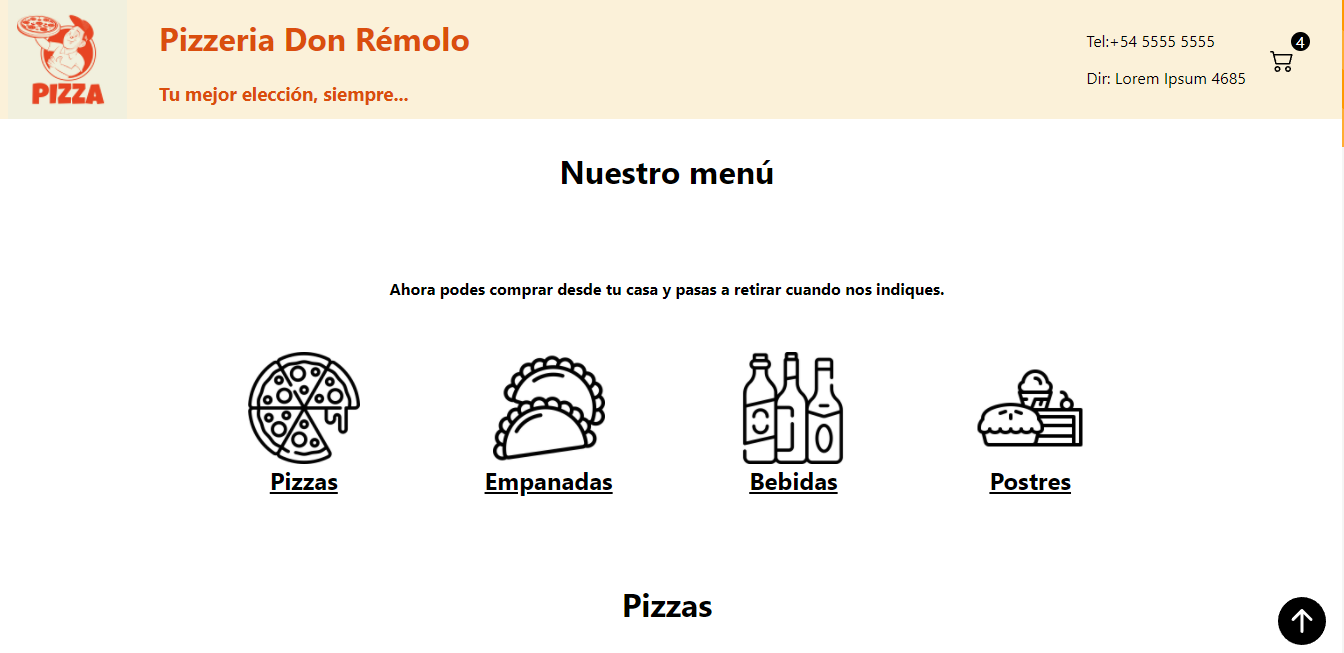 PIZZA
Pizzeria Don Rémolo
Tu mejor elección, siempre...
Tel:+54 5555 5555
Dir: Lorem Ipsum 4685
4
Nuestro menú
Ahora podes comprar desde tu casa y pasas a retirar cuando nos indiques.
Pizzas
Empanadas
Bebidas
Postres
Pizzas